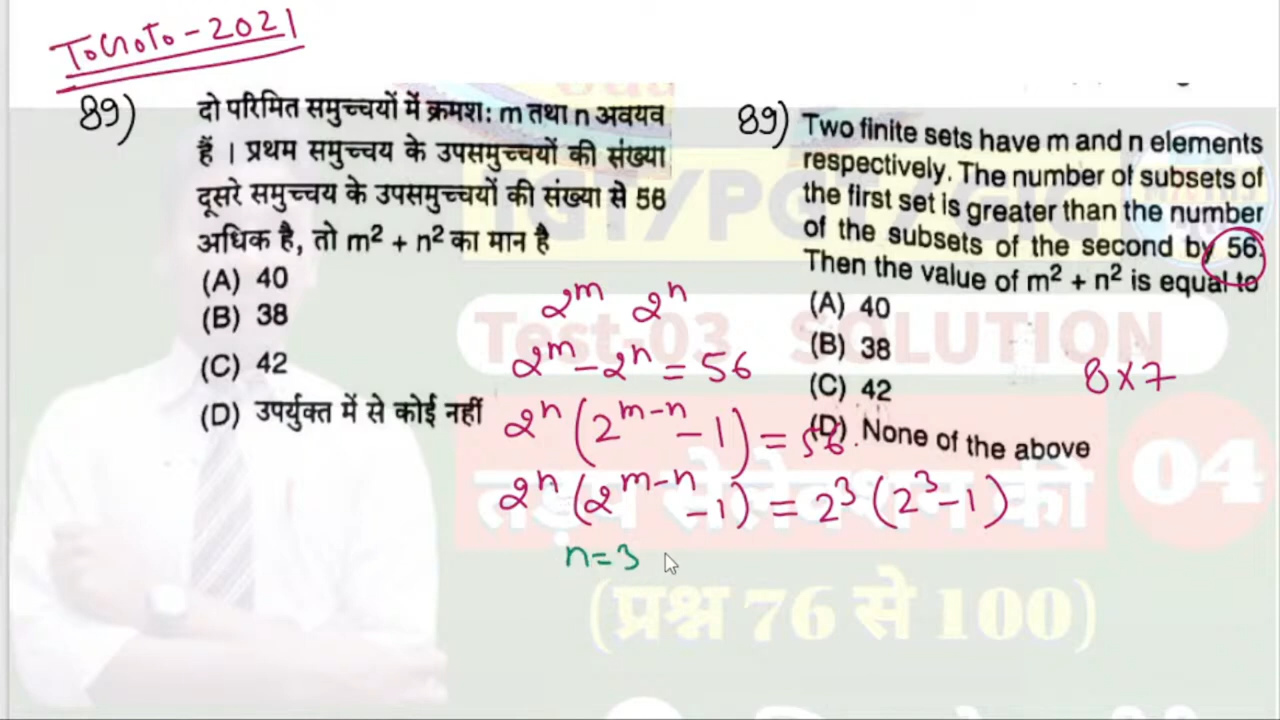 ToGoTo-2021
89)
दो परिमित समुच्चयों में क्रमश: m तथा n अवयव
हैं । प्रथम समुच्चय के उपसमुच्चयों की संख्या
दूसरे समुच्चय के उपसमुच्चयों की संख्या से 56
अधिक है, तो m² + n² का मान है
(A) 40
(B) 38
(C) 42
(D) उपर्युक्त में से कोई नहीं
89)
Two finite sets have m and n elements
respectively. The number of subsets of
the first set is greater than the number
of the subsets of the second by 56.
Then the value of m² + n² is equal to
(A) 40
(B) 38
(C) 42
(D) None of the above
2^m 2^n
2^m - 2^n = 56
8×7
2^n (2^(m-n) - 1) = 56.
2^n (2^(m-n) - 1) = 2^3 (2^3 - 1)
n=3
TGT/PGT/GIC
Test-03 SOLUTION
04
सेलेक्शन की
(प्रश्न 76 से 100)